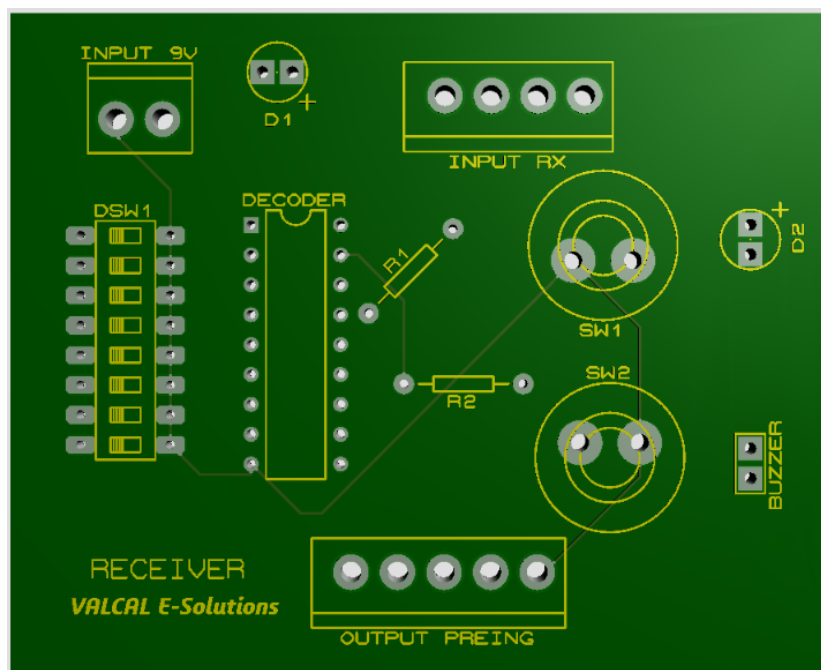 INPUT 9V
D1
+
INPUT RX
DSW1
DECODER
R1
+
D2
SW1
SW2
R2
BUZZER
RECEIVER
VALCAL E-Solutions
OUTPUT PREING